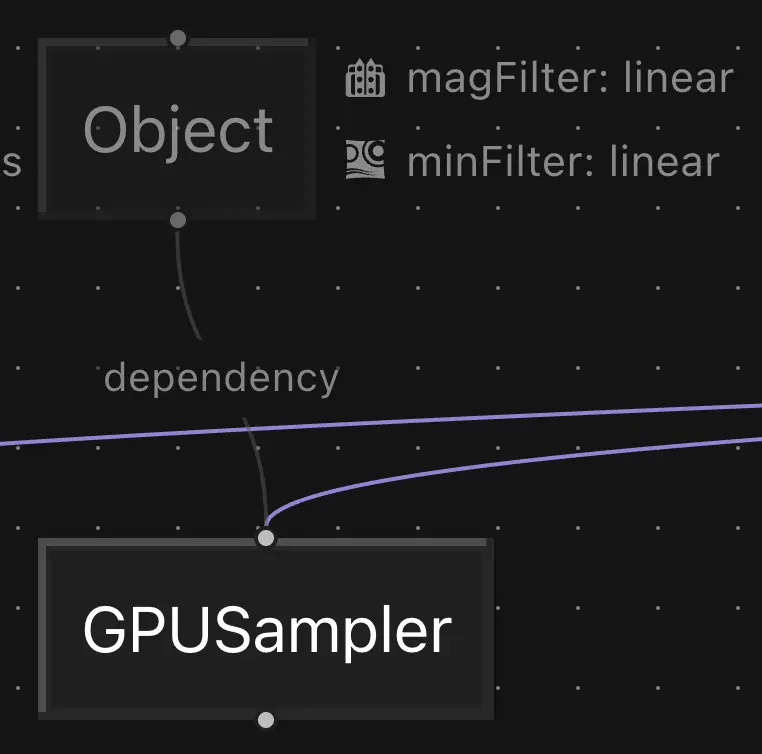 magFilter: linear
Object
s
minFilter: linear
dependency
GPUSampler